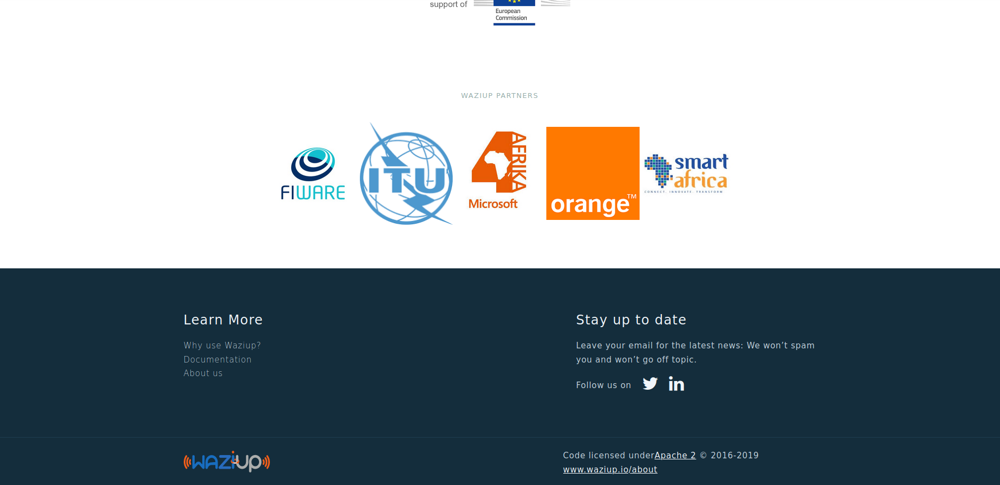 support of
European
Commission
WAZIUP PARTNERS
FIWARE
ITU
4AFRIKA
Microsoft
orange™
smart
africa
CONNECT. INNOVATE. TRANSFORM
Learn More
Why use Waziup?
Documentation
About us
Stay up to date
Leave your email for the latest news: We won’t spam
you and won’t go off topic.
Follow us on
in
WAZIUP
Code licensed underApache 2 © 2016-2019
www.waziup.io/about